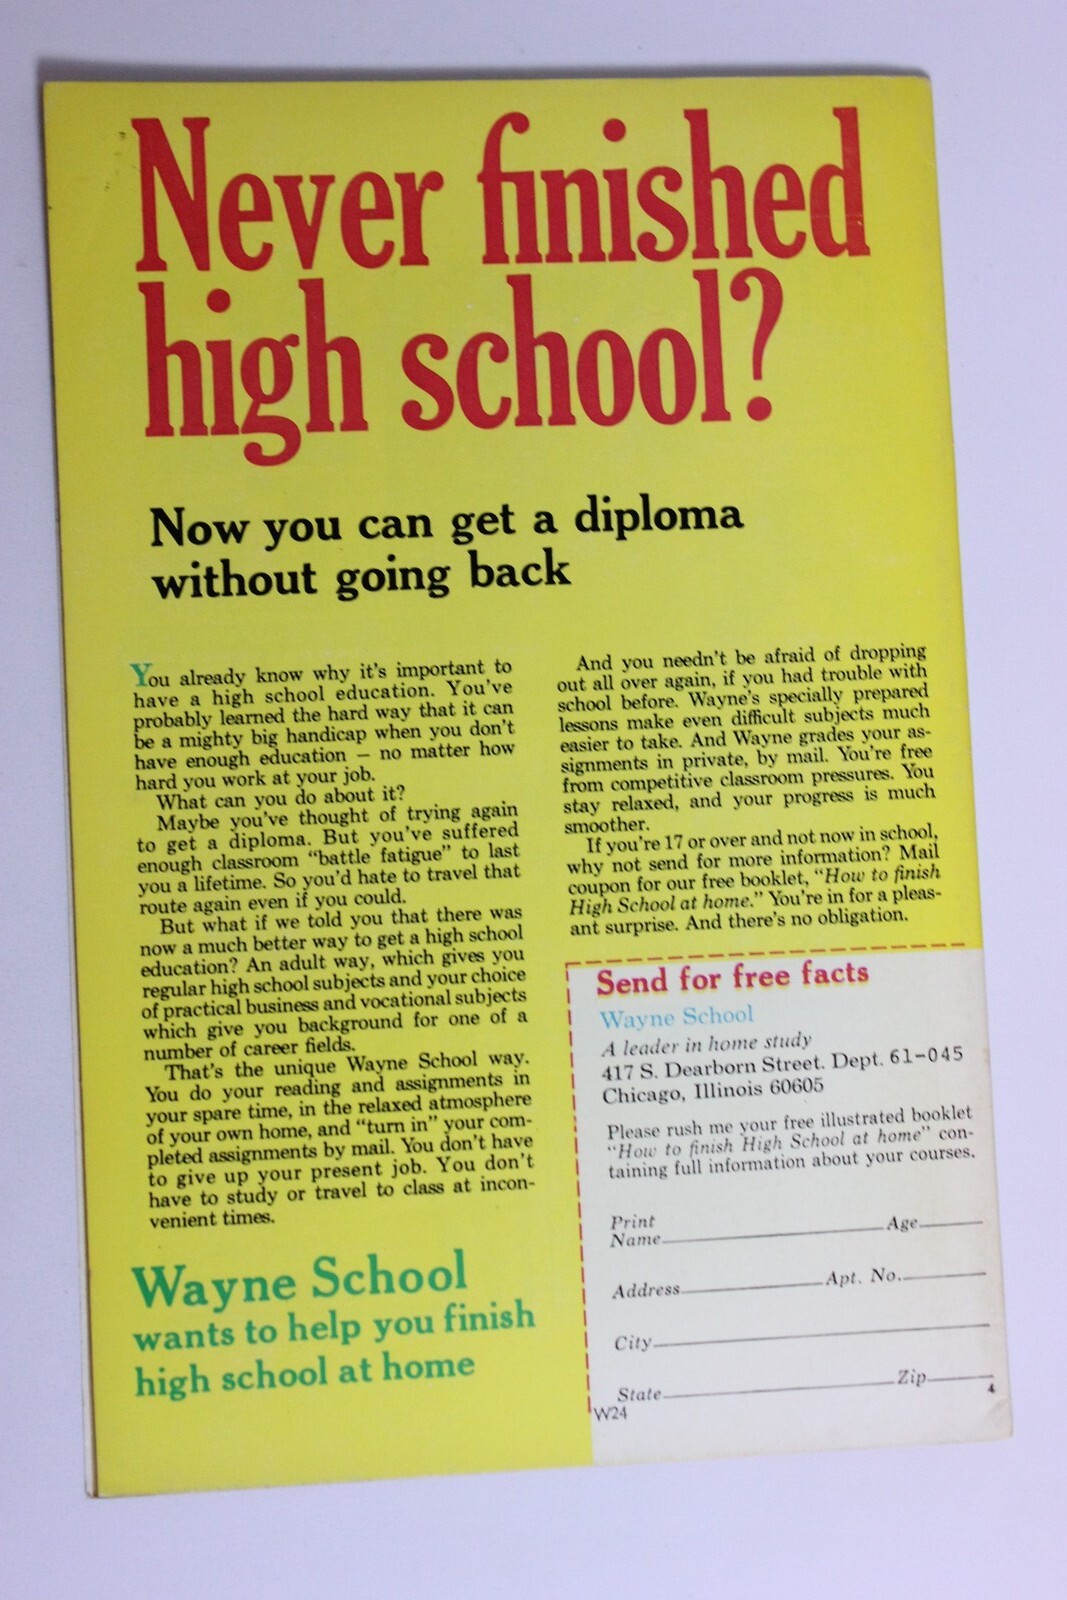 Never finished
high school?
Now you can get a diploma
without going back
You already know why it's important to
have a high school education. You've
probably learned the hard way that it can
be a mighty big handicap when you don't
have enough education – no matter how
hard you work at your job.
What can you do about it?
Maybe you've thought of trying again
to get a diploma. But you've suffered
enough classroom "battle fatigue" to last
you a lifetime. So you'd hate to travel that
route again even if you could.
But what if we told you that there was
now a much better way to get a high school
education? An adult way, which gives you
regular high school subjects and your choice
of practical business and vocational subjects
which give you background for one of a
number of career fields.
That's the unique Wayne School way.
You do your reading and assignments in
your spare time, in the relaxed atmosphere
of your own home, and "turn in" your com-
pleted assignments by mail. You don't have
to give up your present job. You don't
have to study or travel to class at incon-
venient times.
Wayne School
wants to help you finish
high school at home
And you needn't be afraid of dropping
out all over again, if you had trouble with
school before. Wayne's specially prepared
lessons make even difficult subjects much
easier to take. And Wayne grades your as-
signments in private, by mail. You're free
from competitive classroom pressures. You
stay relaxed, and your progress is much
smoother.
If you're 17 or over and not now in school,
why not send for more information? Mail
coupon for our free booklet, "How to finish
High School at home." You're in for a pleas-
ant surprise. And there's no obligation.
Send for free facts
Wayne School
A leader in home study
417 S. Dearborn Street. Dept. 61-045
Chicago, Illinois 60605
Please rush me your free illustrated booklet
"How to finish High School at home" con-
taining full information about your courses.
Print
Name Age
Address Apt. No.
City
State Zip
W24 4